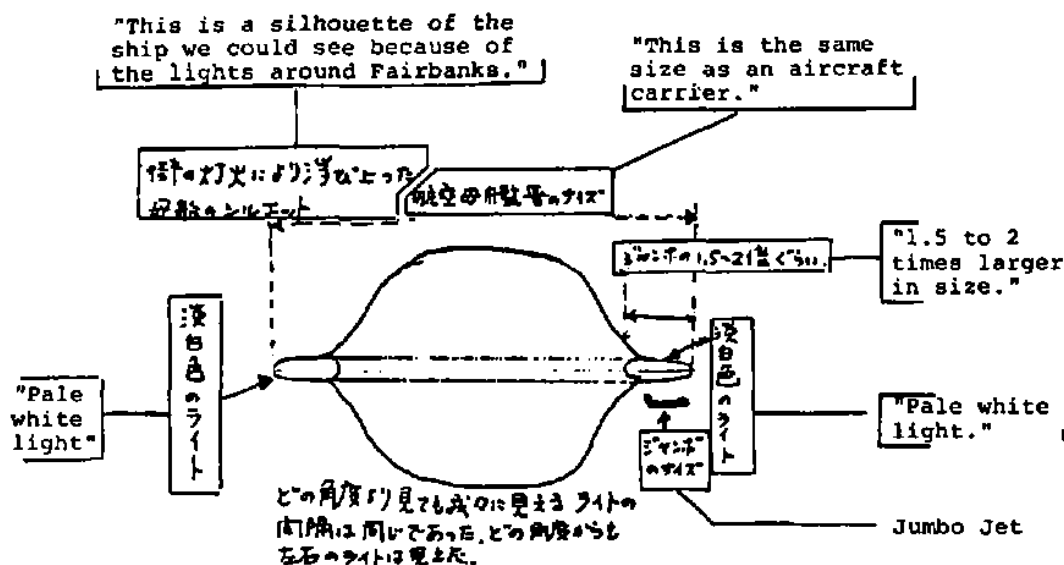 "This is a silhouette of the
ship we could see because of
the lights around Fairbanks."
"This is the same
size as an aircraft
carrier."
街の灯火により浮び上った
母船のシルエット
航空母艦等のサイズ
ジャンボの1.5~2倍ぐらい
"1.5 to 2
times larger
in size."
淡白色のライト
淡白色のライト
"Pale
white
light"
"Pale white
light."
ジャンボ
のサイズ
どの角度より見ても我々に見えるライトの
間隔は同じであった.どの角度からも
左右のライトは見えた.
Jumbo Jet